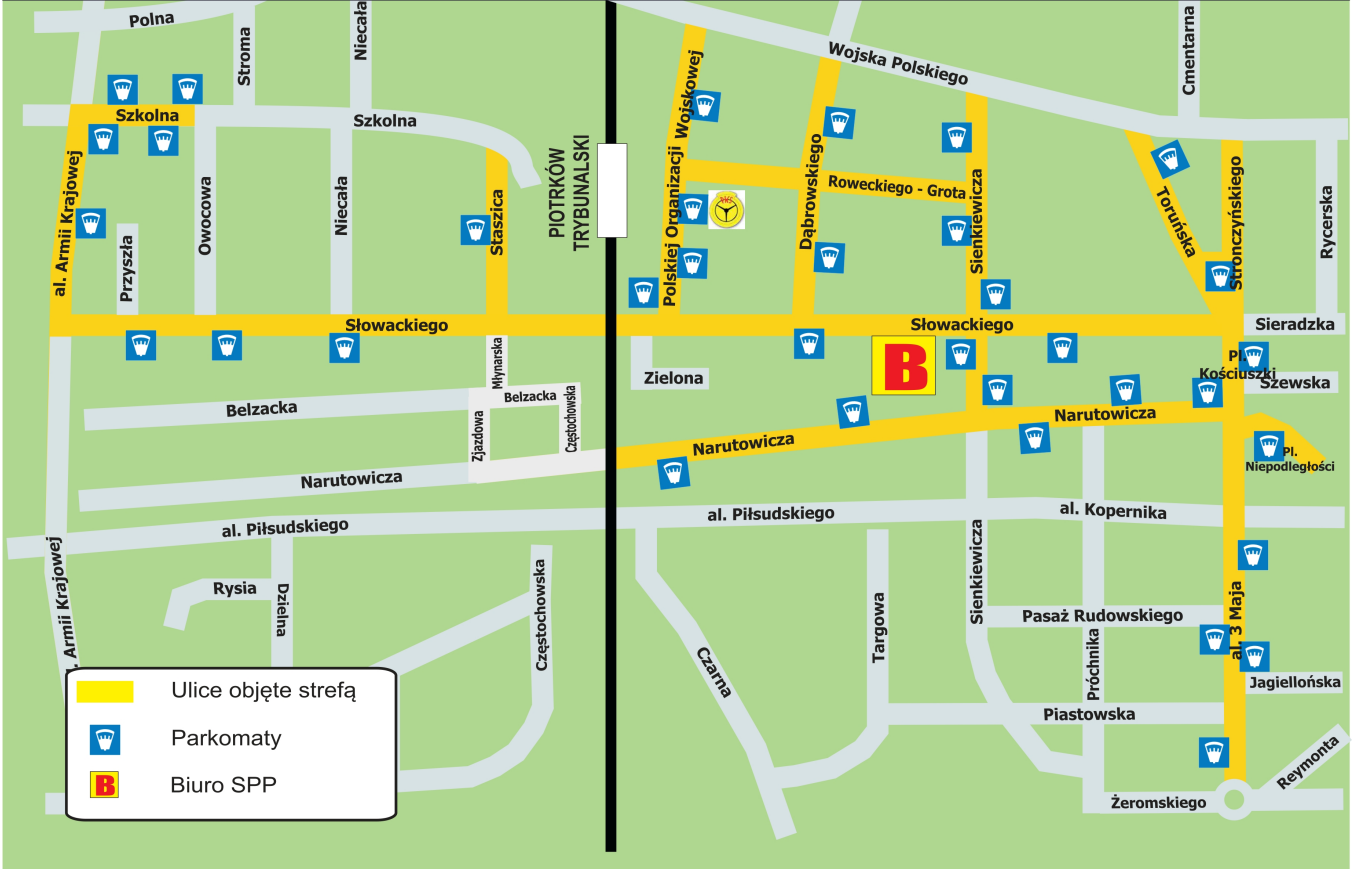 Polna
Stroma
Niecała
Wojska Polskiego
Cmentarna
Szkolna
Szkolna
al. Armii Krajowej
Przyszła
Owocowa
Niecała
Staszica
PIOTRKÓW
TRYBUNALSKI
Polskiej Organizacji Wojskowej
Dąbrowskiego
Roweckiego - Grota
Sienkiewicza
Toruńska
Stronczyńskiego
Rycerska
Słowackiego
Słowackiego
Sieradzka
Młynarska
Zielona
B
Pl.
Kościuszki
Szewska
Belzacka
Belzacka
Zjazdowa
Częstochowska
Narutowicza
Narutowicza
Narutowicza
Pl.
Niepodległości
al. Piłsudskiego
al. Piłsudskiego
al. Kopernika
. Armii Krajowej
Rysia
Dzielna
Częstochowska
Czarna
Targowa
Sienkiewicza
Pasaż Rudowskiego
Próchnika
al. 3 Maja
Jagiellońska
Piastowska
Reymonta
Żeromskiego
Ulice objęte strefą
Parkomaty
B
Biuro SPP